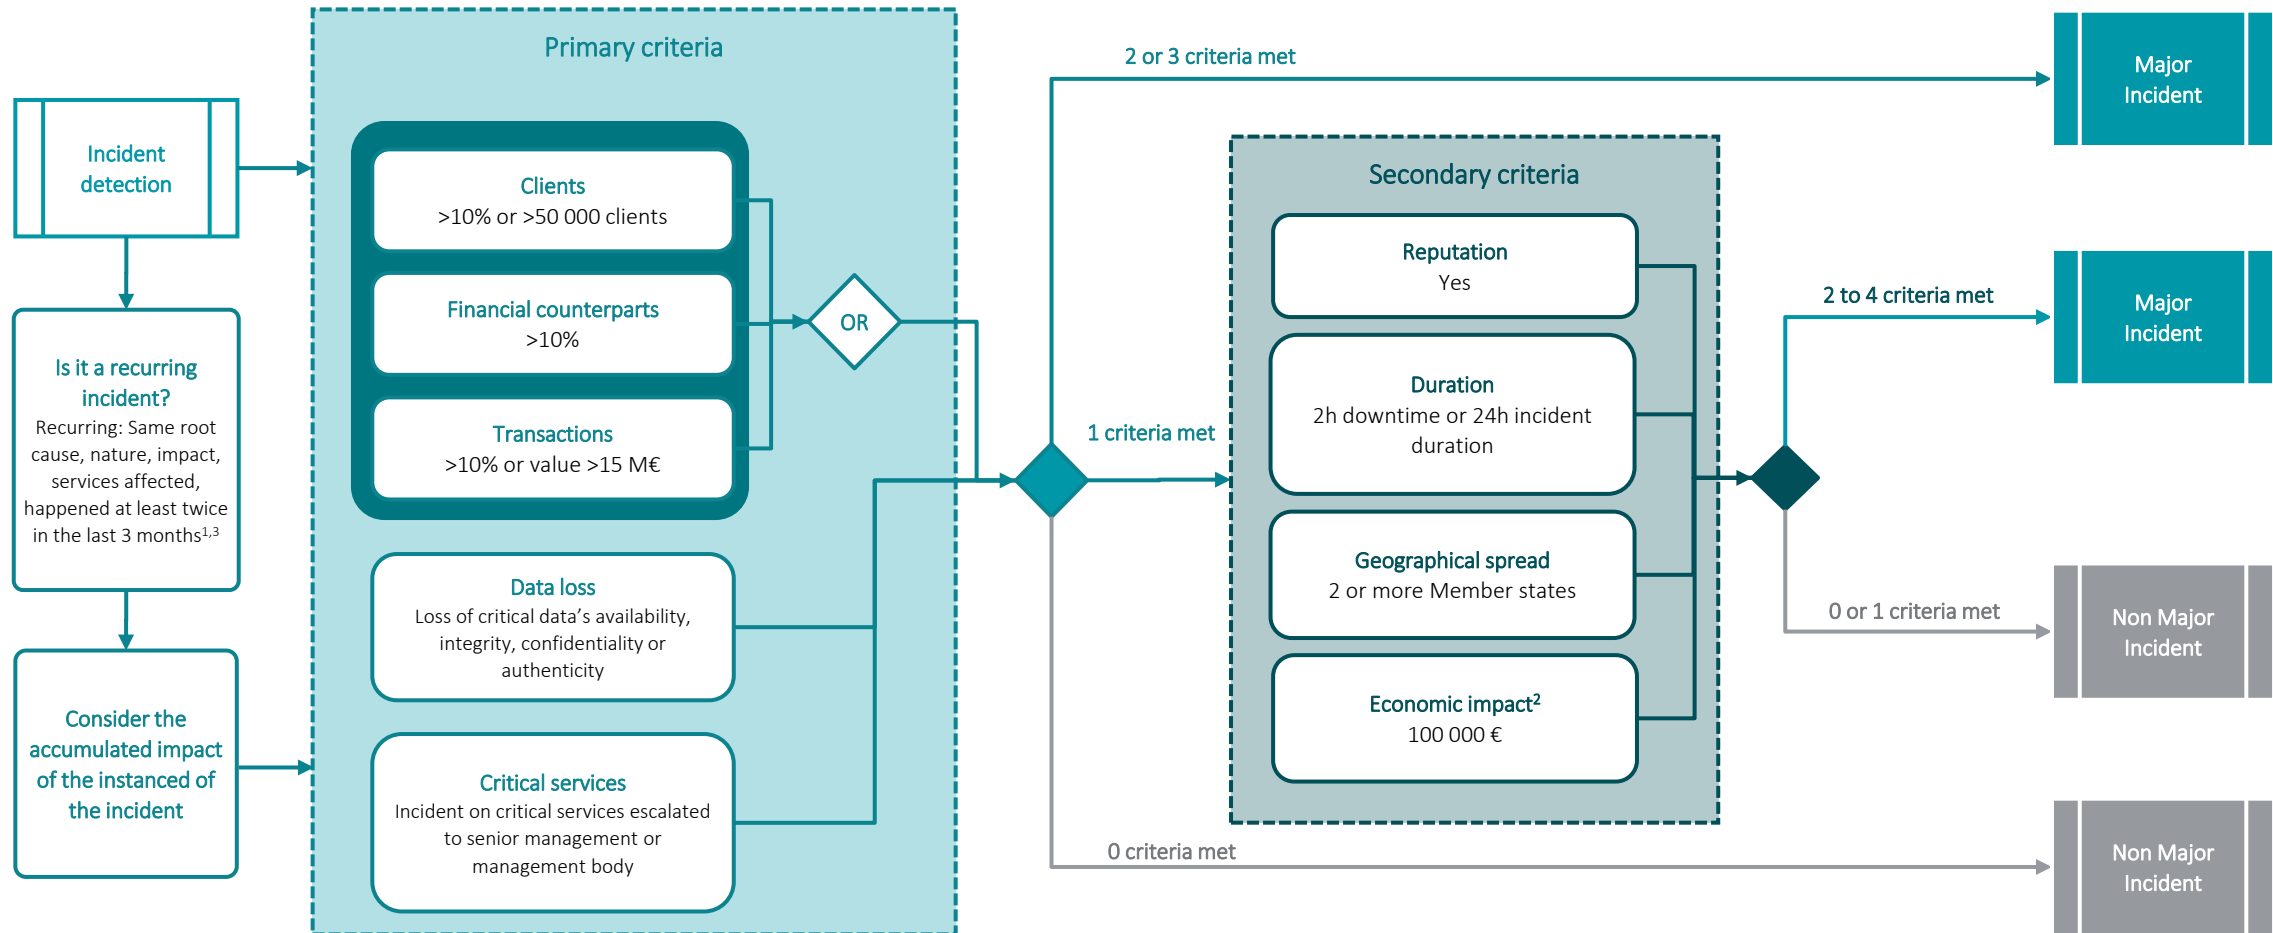 Incident
detection
Is it a recurring
incident?
Recurring: Same root
cause, nature, impact,
services affected,
happened at least twice
in the last 3 months1,3
Consider the
accumulated impact
of the instanced of
the incident
Primary criteria
Clients
>10% or >50 000 clients
Financial counterparts
>10%
Transactions
>10% or value >15 M€
OR
Data loss
Loss of critical data’s availability,
integrity, confidentiality or
authenticity
Critical services
Incident on critical services escalated
to senior management or
management body
2 or 3 criteria met
1 criteria met
0 criteria met
Secondary criteria
Reputation
Yes
Duration
2h downtime or 24h incident
duration
Geographical spread
2 or more Member states
Economic impact2
100 000 €
2 to 4 criteria met
0 or 1 criteria met
Major
Incident
Major
Incident
Non Major
Incident
Non Major
Incident